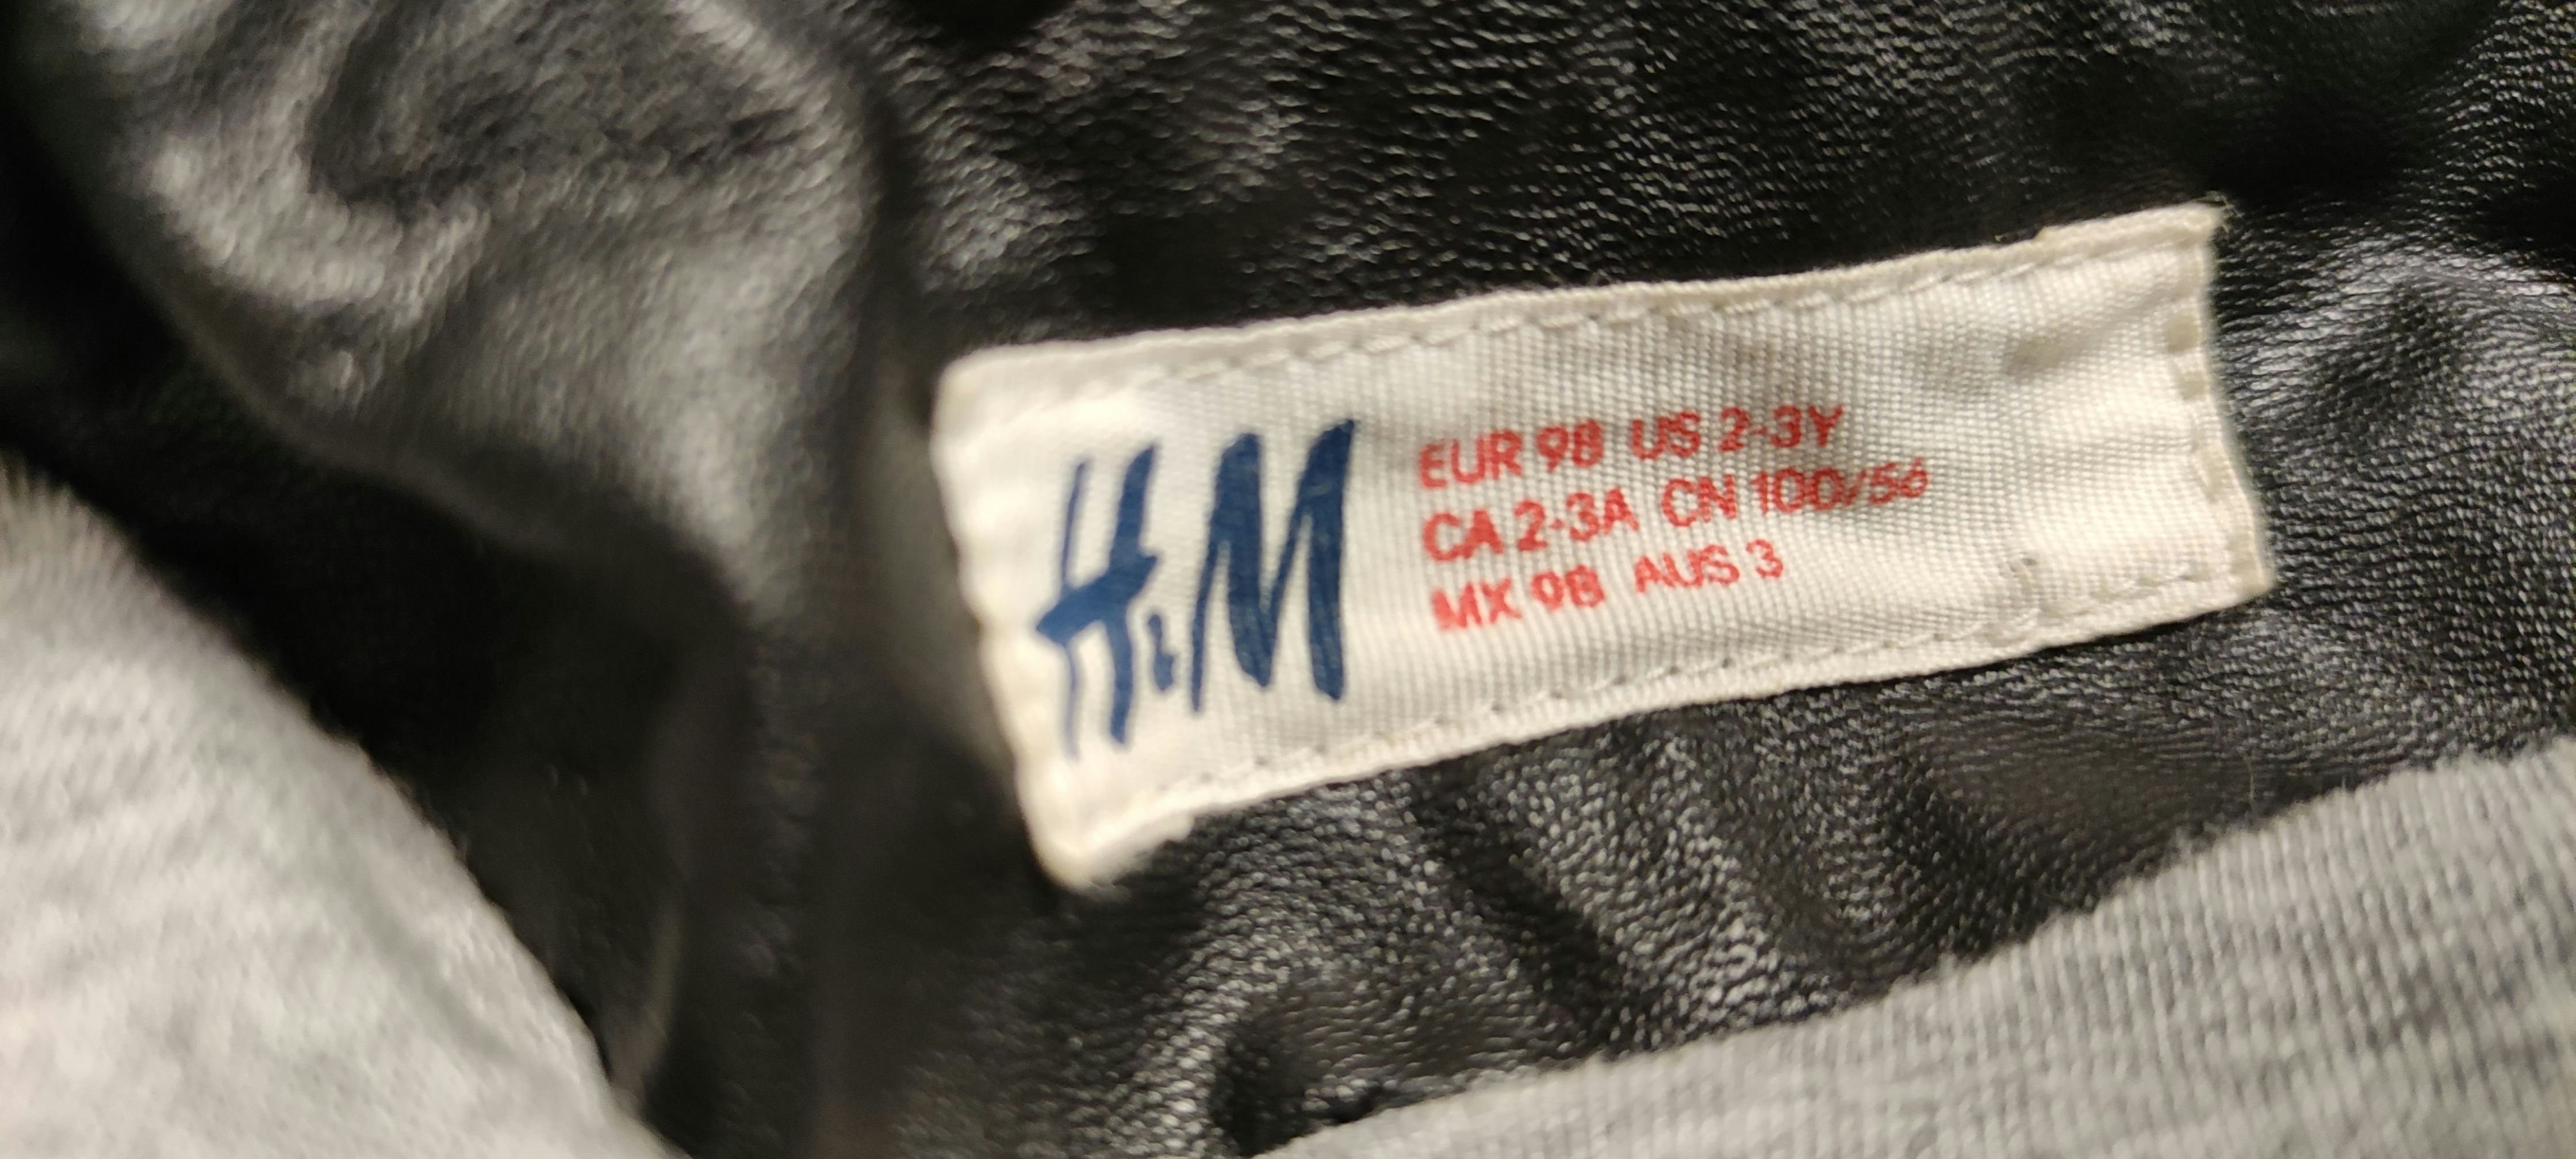 H&M
EUR 98 US 2-3Y
CA 2-3A CN 100/56
MX 98 AUS 3